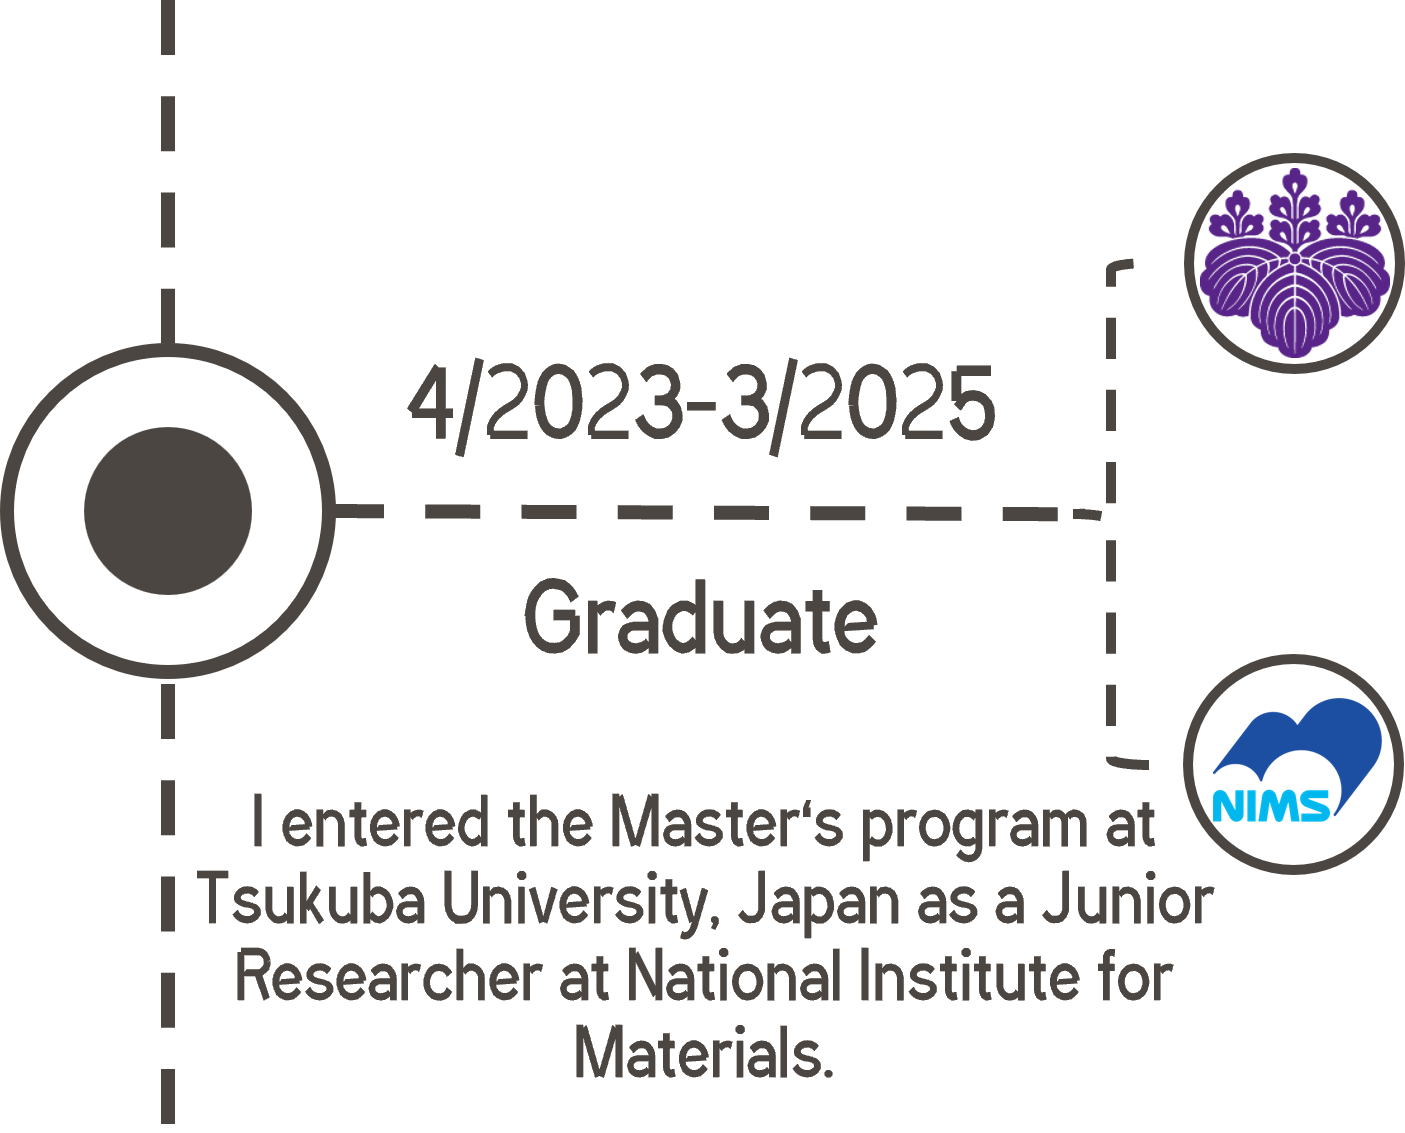 4/2023-3/2025
Graduate
NIMS
I entered the Master‘s program at
Tsukuba University, Japan as a Junior
Researcher at National Institute for
Materials.